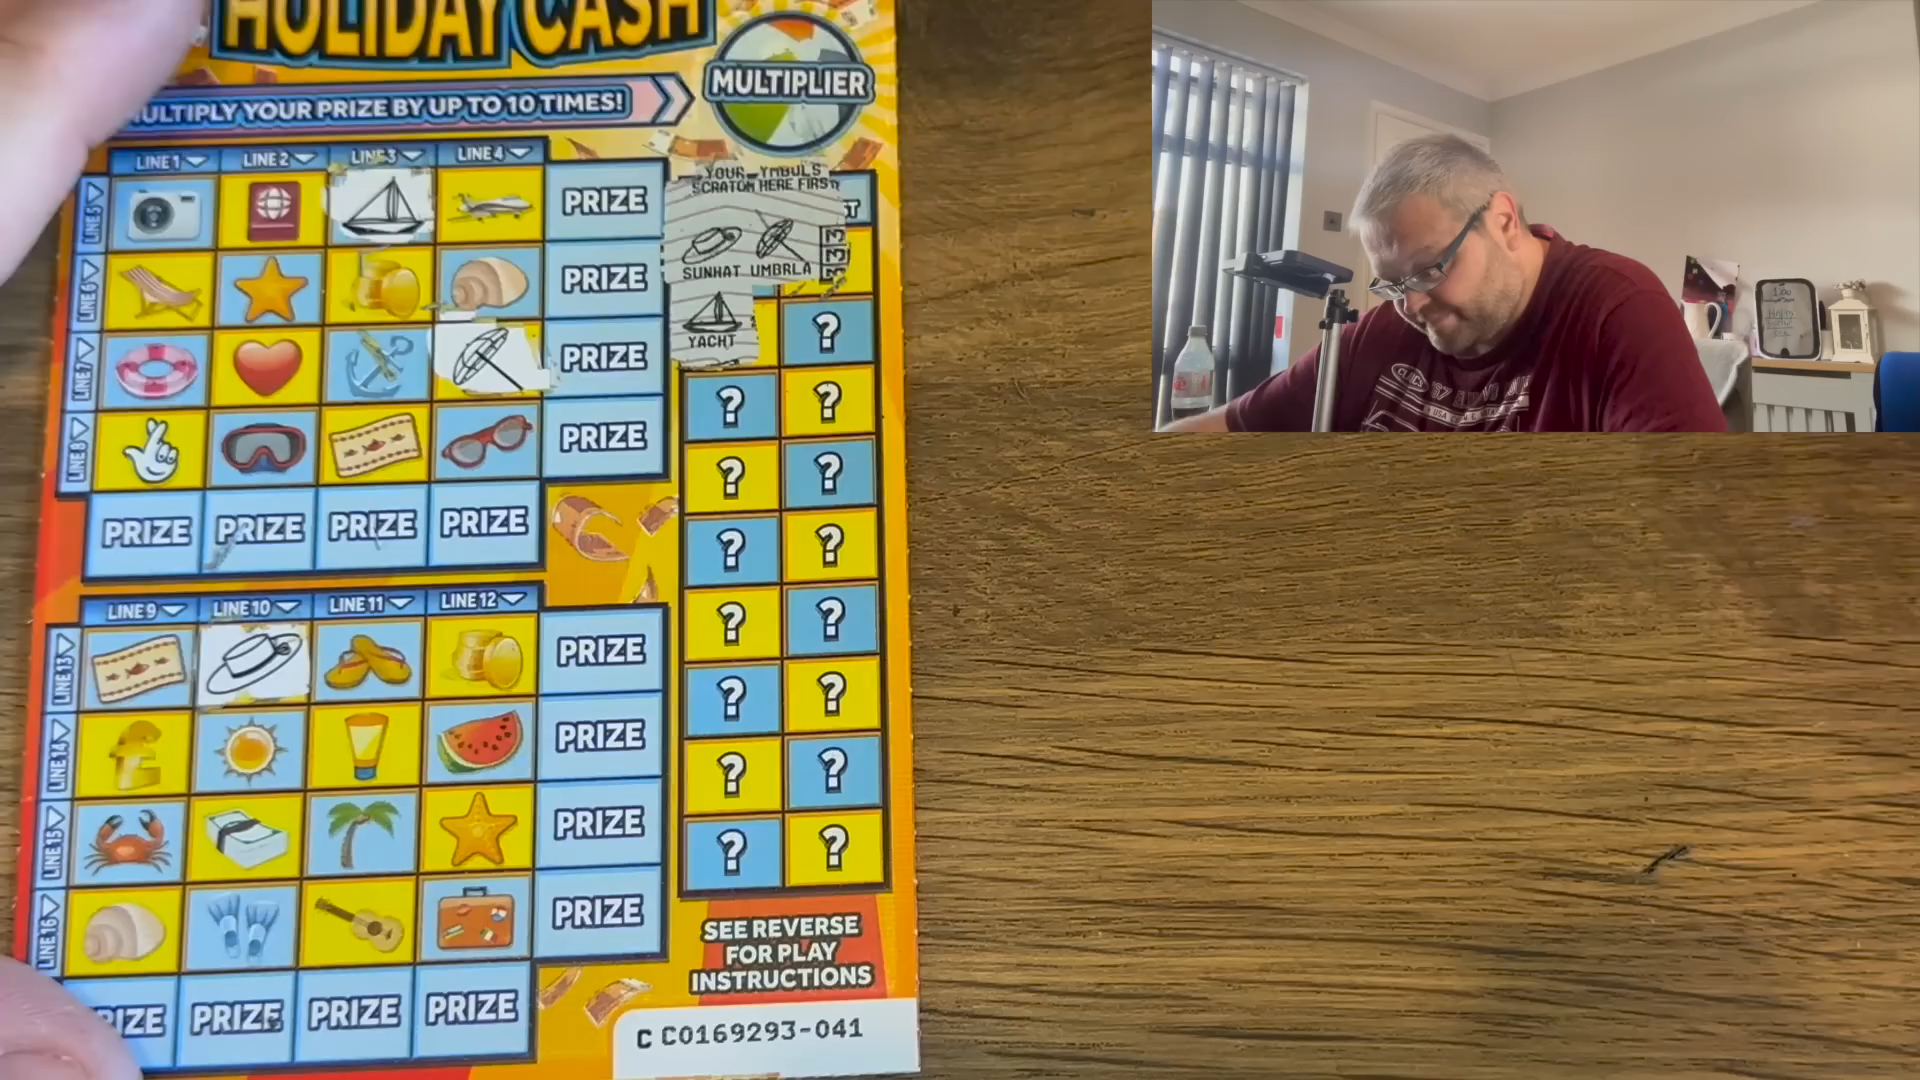 HOLIDAY CASH
MULTIPLIER
MULTIPLY YOUR PRIZE BY UP TO 10 TIMES!
LINE 1
LINE 2
LINE 3
LINE 4
LINE 5
PRIZE
LINE 6
PRIZE
LINE 7
PRIZE
LINE 8
PRIZE
PRIZE PRIZE PRIZE PRIZE
SCRATCH HERE FIRST
333
SUNHAT UMBRLA
YACHT
?
? ?
? ?
? ?
? ?
? ?
? ?
? ?
LINE 9
LINE 10
LINE 11
LINE 12
LINE 13
PRIZE
LINE 14
PRIZE
LINE 15
PRIZE
LINE 16
PRIZE
PRIZE PRIZE PRIZE PRIZE
SEE REVERSE
FOR PLAY
INSTRUCTIONS
C C0169293-041